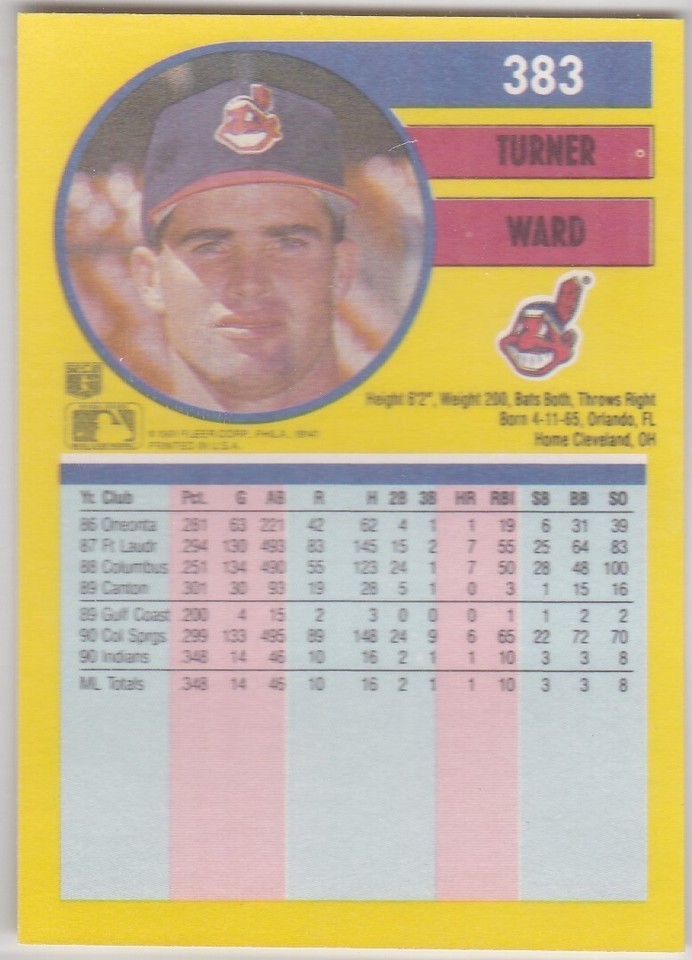 383
TURNER
WARD
Height 6'2", Weight 200, Bats Both, Throws Right
Born 4-11-65, Orlando, FL
Home Cleveland, OH
© 1991 FLEER CORP., PHILA., 19141
PRINTED IN U.S.A.
Yr. Club Pct. G AB R H 2B 3B HR RBI SB BB SO
86 Oneonta .281 63 221 42 62 4 1 1 19 6 31 39
87 Ft Laudr .294 130 493 83 145 15 2 7 55 25 64 83
88 Columbus .251 134 490 55 123 24 1 7 50 28 48 100
89 Canton .301 30 93 19 28 5 1 0 3 1 15 16
89 Gulf Coast .200 4 15 2 3 0 0 0 1 1 2 2
90 Col Sprgs .299 133 495 89 148 24 9 6 65 22 72 70
90 Indians .348 14 46 10 16 2 1 1 10 3 3 8
ML Totals .348 14 46 10 16 2 1 1 10 3 3 8